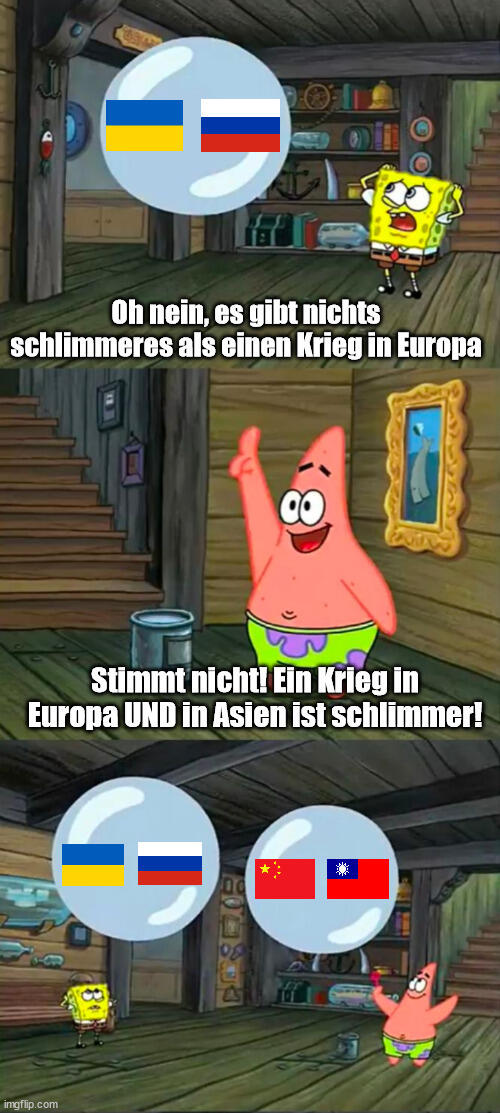 Oh nein, es gibt nichts
schlimmeres als einen Krieg in Europa
Stimmt nicht! Ein Krieg in
Europa UND in Asien ist schlimmer!
imgflip.com